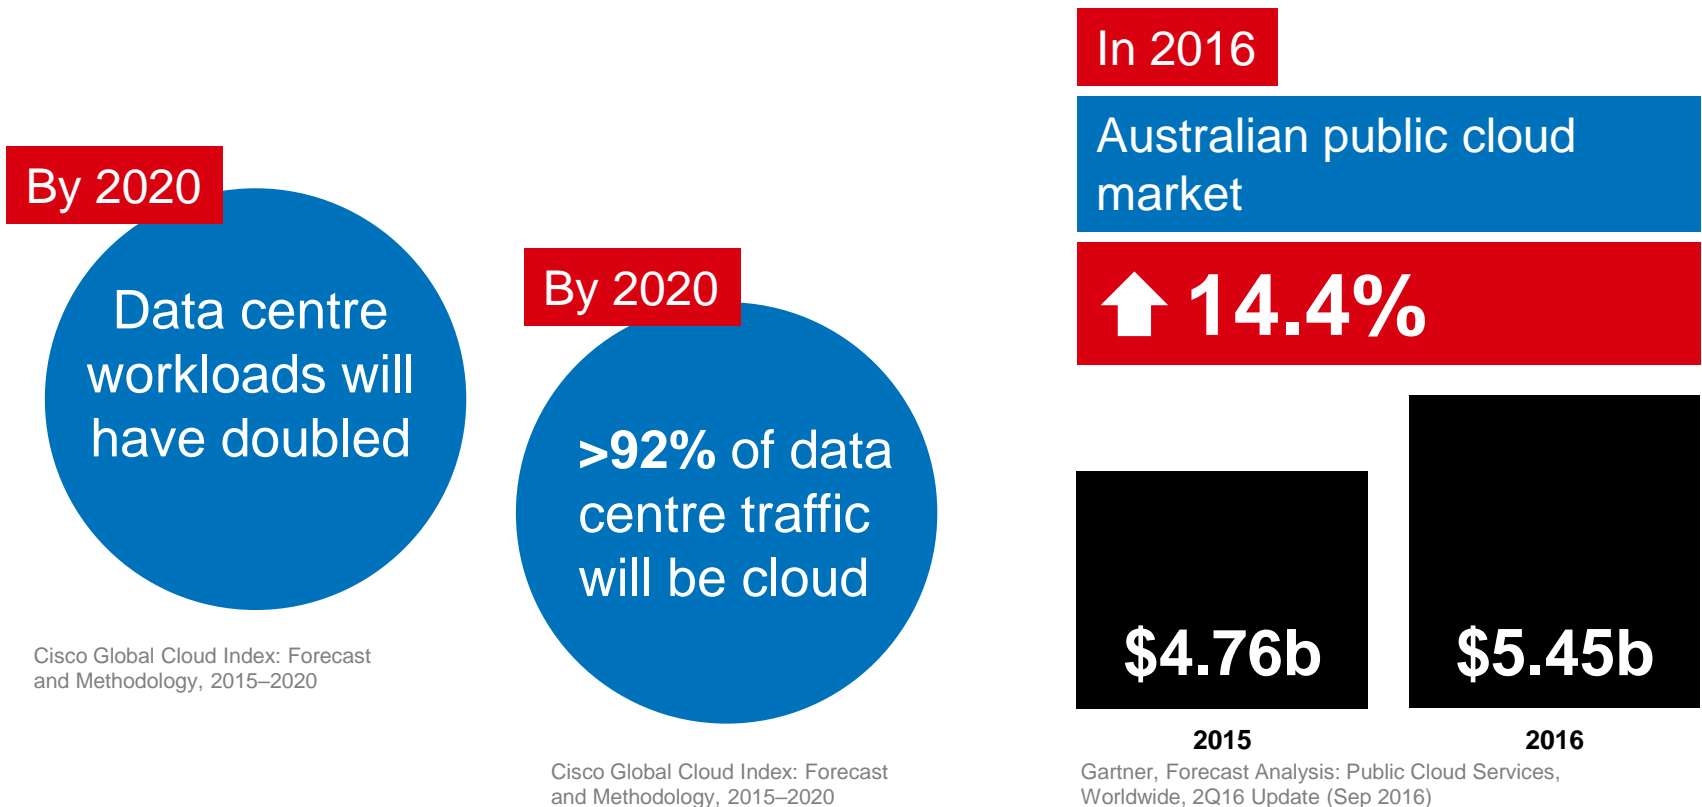 By 2020
Data centre
workloads will
have doubled
Cisco Global Cloud Index: Forecast
and Methodology, 2015–2020
By 2020
>92% of data
centre traffic
will be cloud
Cisco Global Cloud Index: Forecast
and Methodology, 2015–2020
In 2016
Australian public cloud
market
14.4%
$4.76b
$5.45b
2015
2016
Gartner, Forecast Analysis: Public Cloud Services,
Worldwide, 2Q16 Update (Sep 2016)